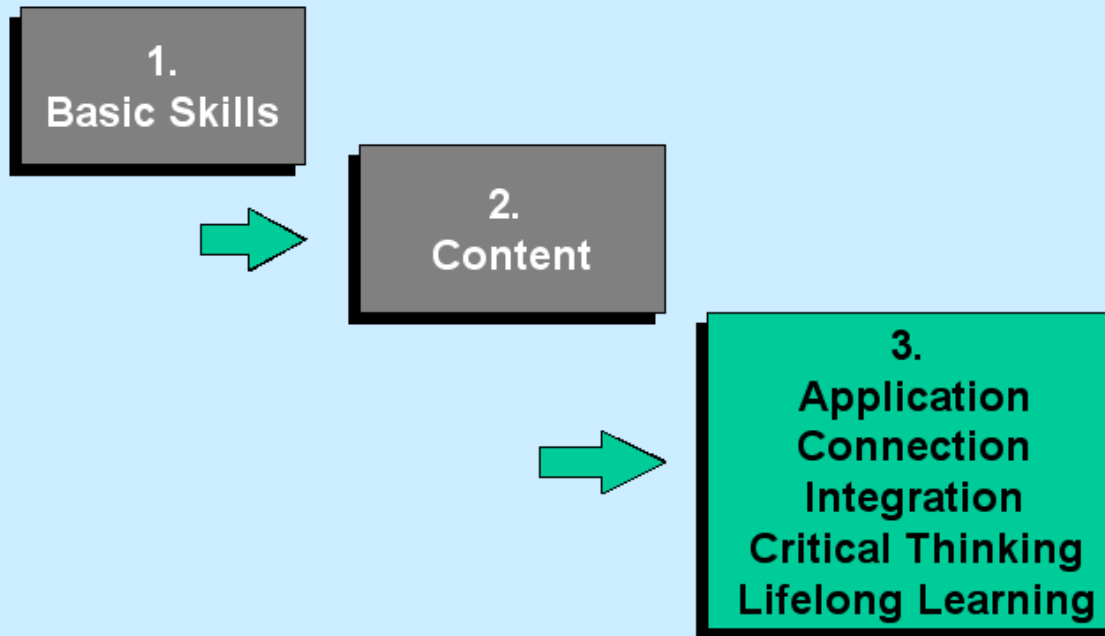 1.
Basic Skills
2.
Content
3.
Application
Connection
Integration
Critical Thinking
Lifelong Learning